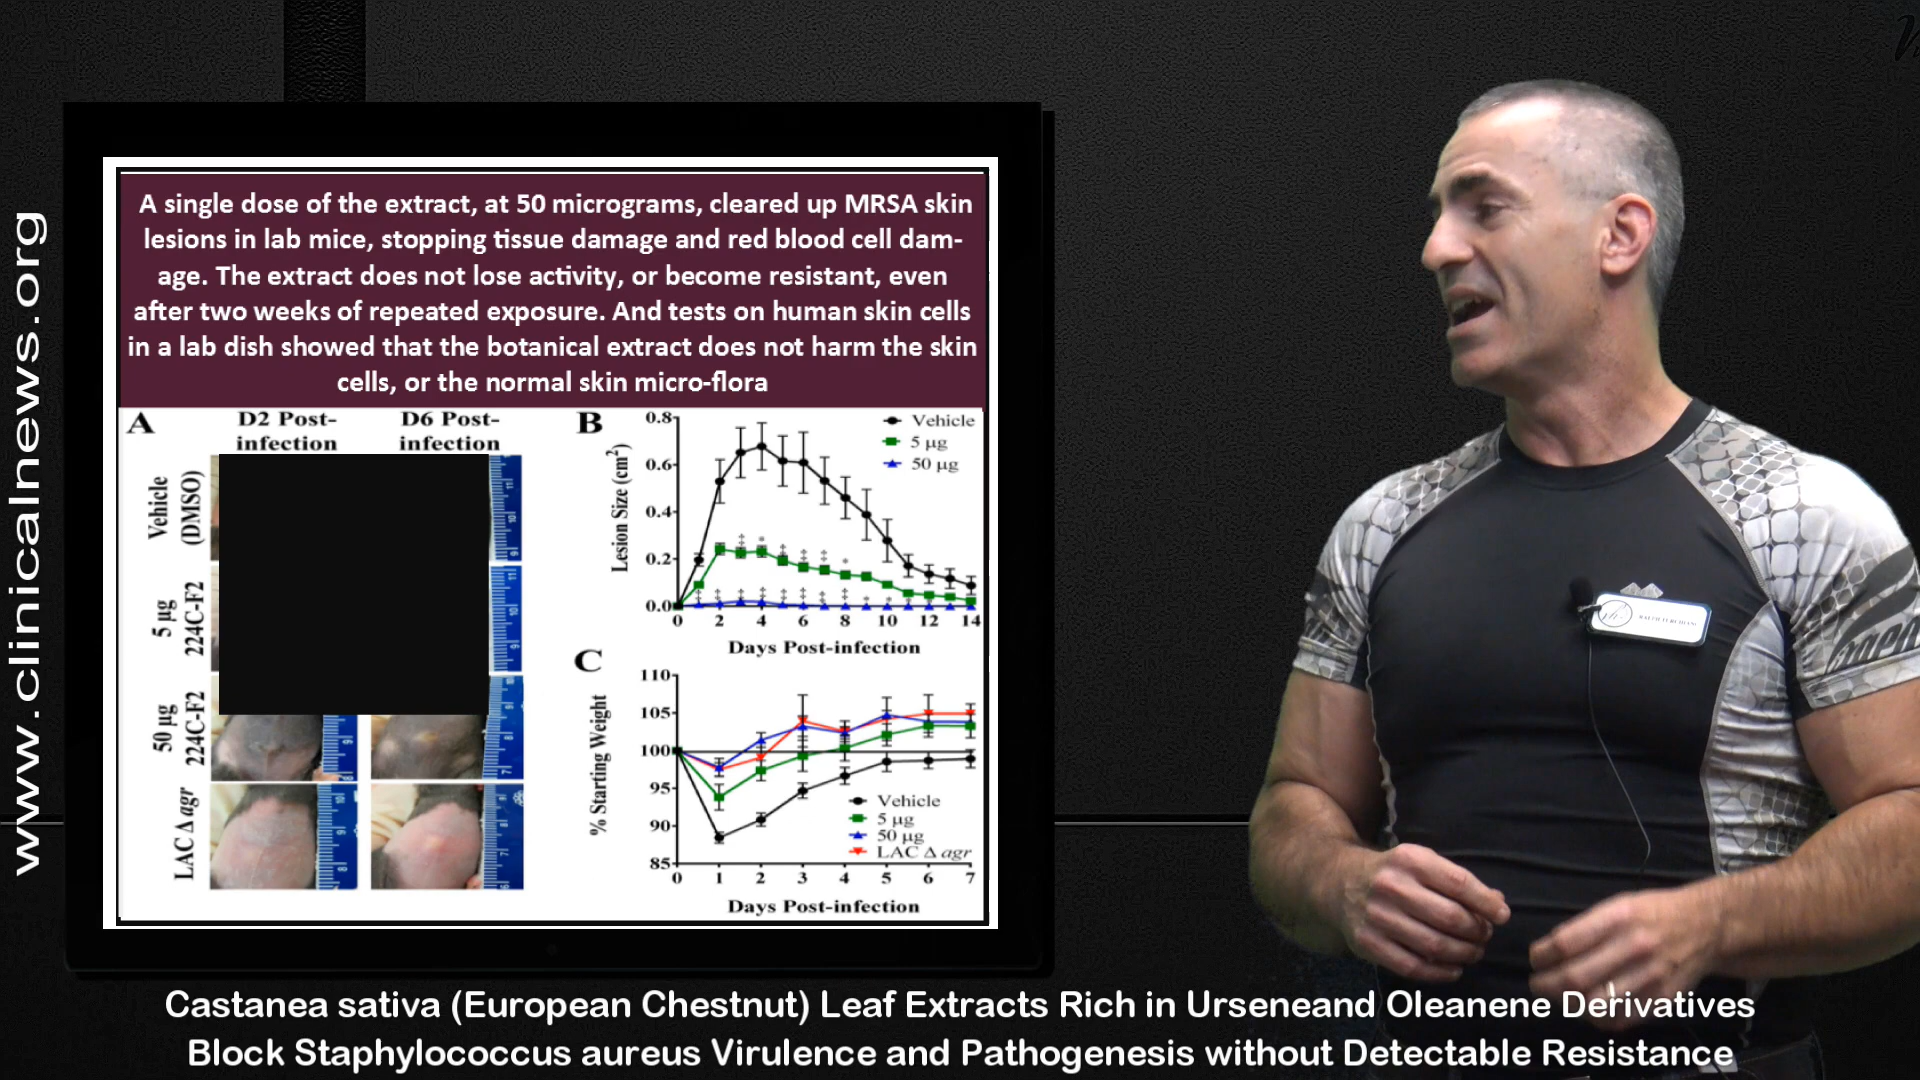 www.clinicalnews.org
A single dose of the extract, at 50 micrograms, cleared up MRSA skin
lesions in lab mice, stopping tissue damage and red blood cell dam-
age. The extract does not lose activity, or become resistant, even
after two weeks of repeated exposure. And tests on human skin cells
in a lab dish showed that the botanical extract does not harm the skin
cells, or the normal skin micro-flora
A
D2 Post-
infection
D6 Post-
infection
Vehicle
(DMSO)
5 µg
224C-F2
50 µg
224C-F2
LAC Δ agr
B
Lesion Size (cm²)
0.8
0.6
0.4
0.2
0.0
0 2 4 6 8 10 12 14
Days Post-infection
Vehicle
5 µg
50 µg
C
% Starting Weight
110
105
100
95
90
85
0 1 2 3 4 5 6 7
Days Post-infection
Vehicle
5 µg
50 µg
LAC Δ agr
Castanea sativa (European Chestnut) Leaf Extracts Rich in Urseneand Oleanene Derivatives
Block Staphylococcus aureus Virulence and Pathogenesis without Detectable Resistance